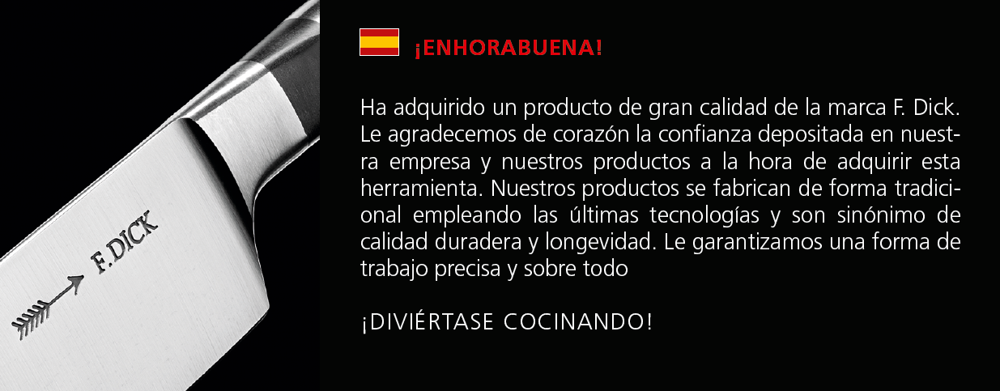 ¡ENHORABUENA!
Ha adquirido un producto de gran calidad de la marca F. Dick.
Le agradecemos de corazón la confianza depositada en nuest-
ra empresa y nuestros productos a la hora de adquirir esta
herramienta. Nuestros productos se fabrican de forma tradici-
onal empleando las últimas tecnologías y son sinónimo de
calidad duradera y longevidad. Le garantizamos una forma de
trabajo precisa y sobre todo
¡DIVIÉRTASE COCINANDO!
F. DICK